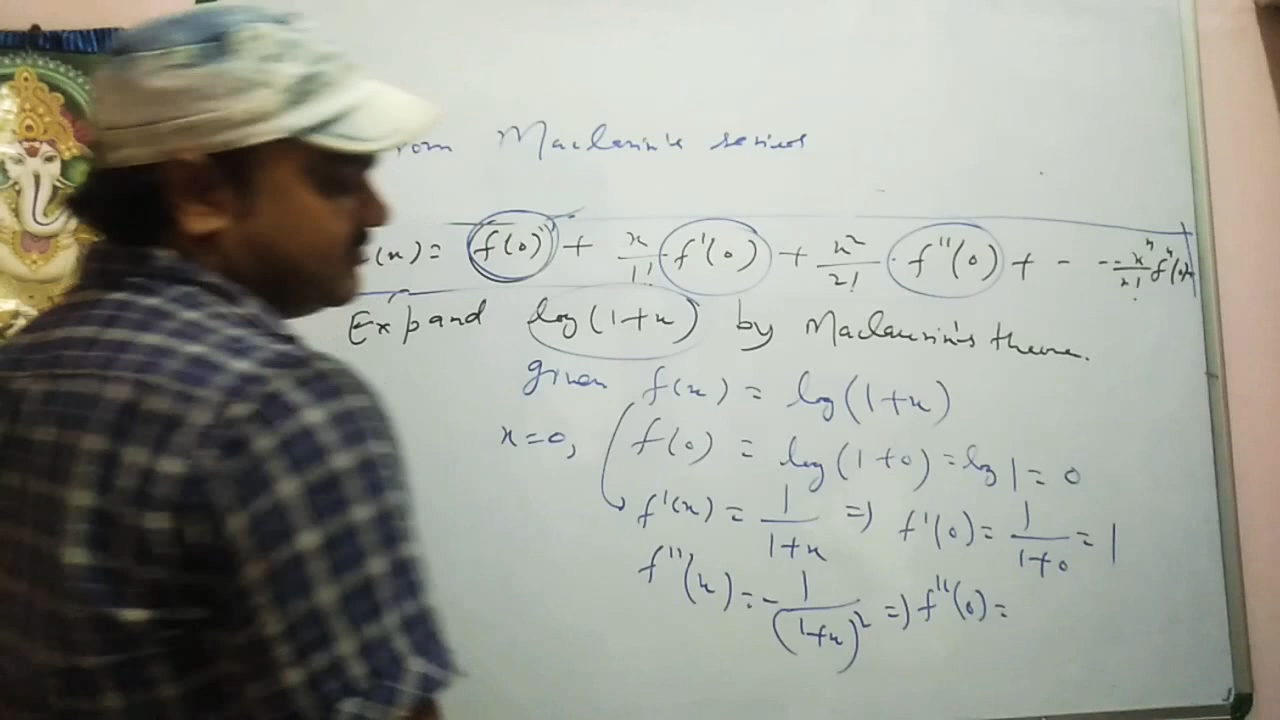 rom Maclaurin's series
(x) = f(0) + x/1! · f'(0) + x²/2! · f''(0) + - - - xⁿ/x! fⁿ(0)
Expand log(1+x) by Maclaurin's theore.
given f(x) = log(1+x)
x=0, f(0) = log(1+0) = log 1 = 0
f'(x) = 1/1+x => f'(0) = 1/1+0 = 1
f''(x) = - 1/(1+x)² => f''(0) =